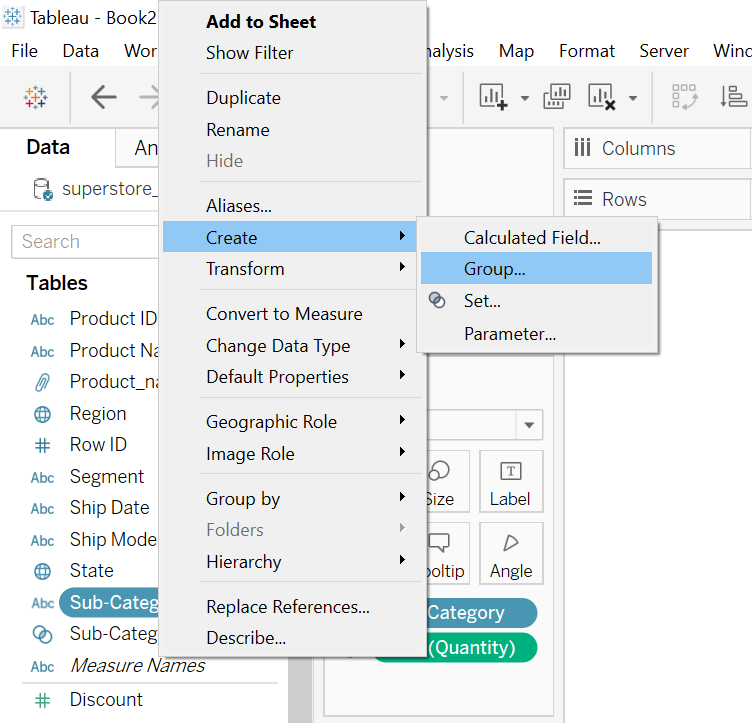 Tableau - Book2
File Data Wor nalysis Map Format Server Wind
Data An
superstore_
Search
Tables
Abc Product ID
Abc Product Na
Product_na
Region
Row ID
Abc Segment
Abc Ship Date
Abc Ship Mode
State
Abc Sub-Categ
Sub-Categ
Abc Measure Names
Discount
Add to Sheet
Show Filter
Duplicate
Rename
Hide
Aliases...
Create
Transform
Convert to Measure
Change Data Type
Default Properties
Geographic Role
Image Role
Group by
Folders
Hierarchy
Replace References...
Describe...
Calculated Field...
Group...
Set...
Parameter...
Columns
Rows
Size T Label
ooltip Angle
Category
(Quantity)